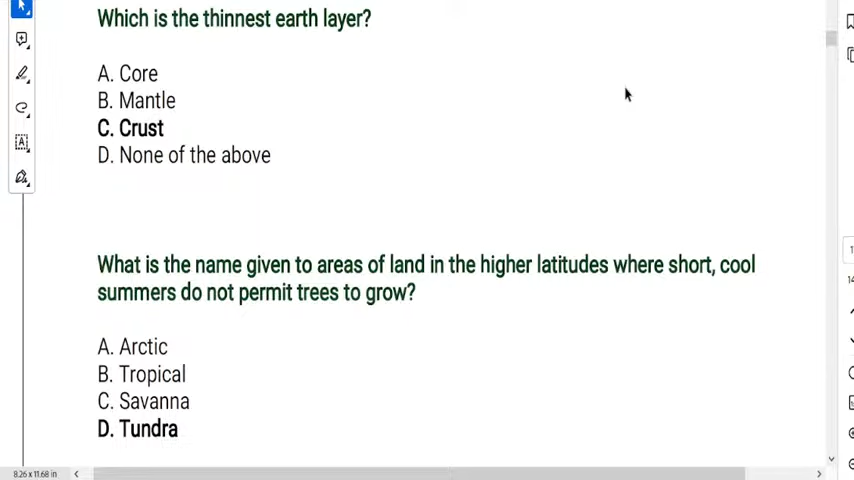 Which is the thinnest earth layer?
A. Core
B. Mantle
C. Crust
D. None of the above
What is the name given to areas of land in the higher latitudes where short, cool
summers do not permit trees to grow?
A. Arctic
B. Tropical
C. Savanna
D. Tundra
8.26 x 11.68 in